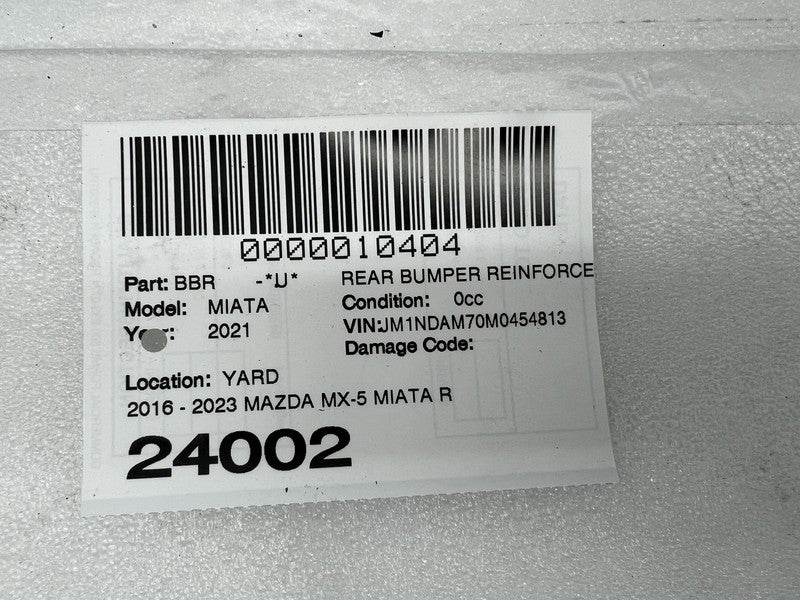 0000010404
Part: BBR -*U* REAR BUMPER REINFORCE
Model: MIATA Condition: 0cc
Year: 2021 VIN:JM1NDAM70M0454813
Damage Code:
Location: YARD
2016 - 2023 MAZDA MX-5 MIATA R
24002